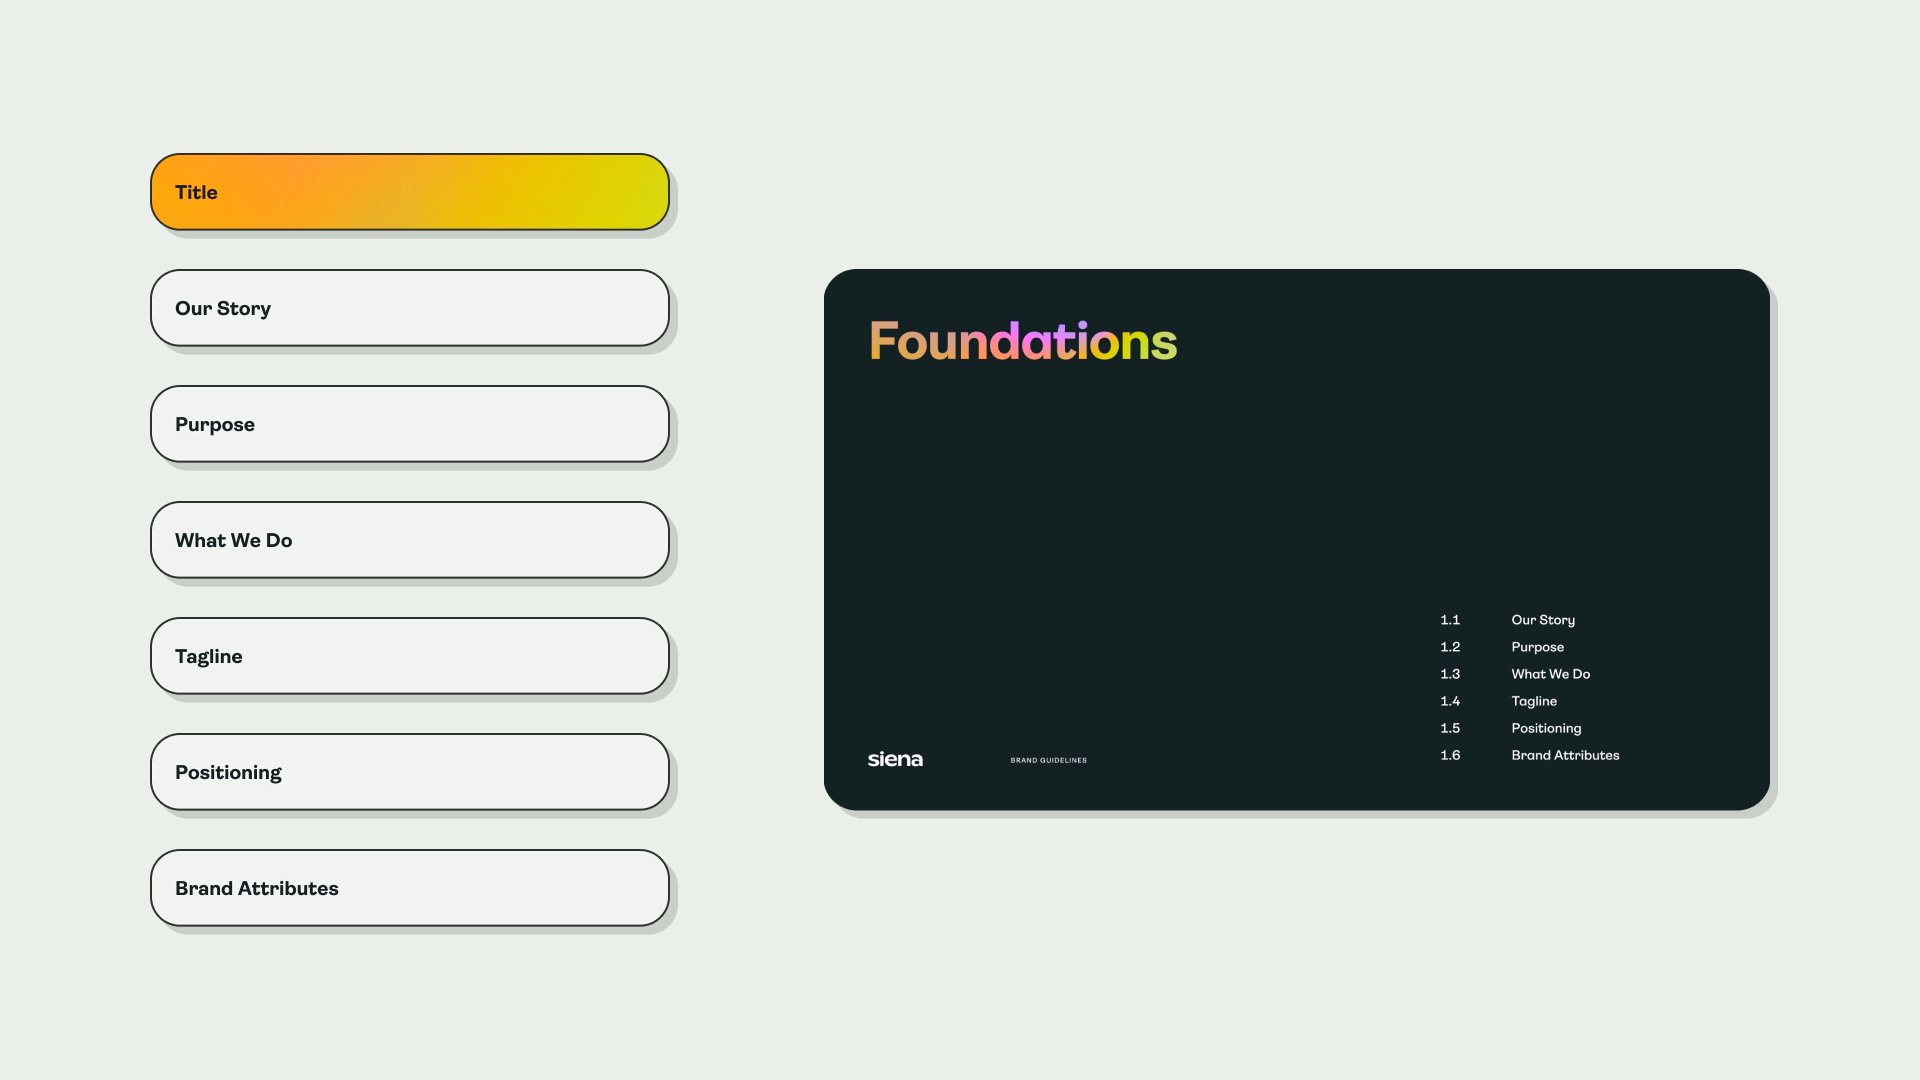 Title
Our Story
Purpose
What We Do
Tagline
Positioning
Brand Attributes
Foundations
1.1 Our Story
1.2 Purpose
1.3 What We Do
1.4 Tagline
1.5 Positioning
1.6 Brand Attributes
siena BRAND GUIDELINES